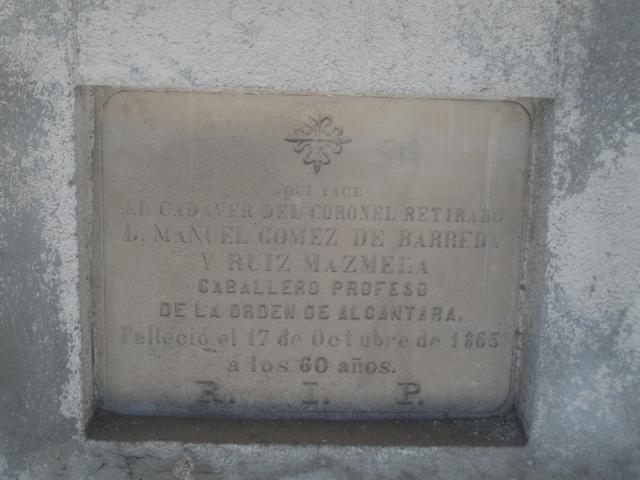 AQUI YACE
EL CADAVER DEL CORONEL RETIRADO
D. MANUEL GOMEZ DE BARREDA
Y RUIZ MAZMELA
CABALLERO PROFESO
DE LA ORDEN DE ALCANTARA.
Falleció el 17 de Octubre de 1865
a los 60 años.
R. I. P.